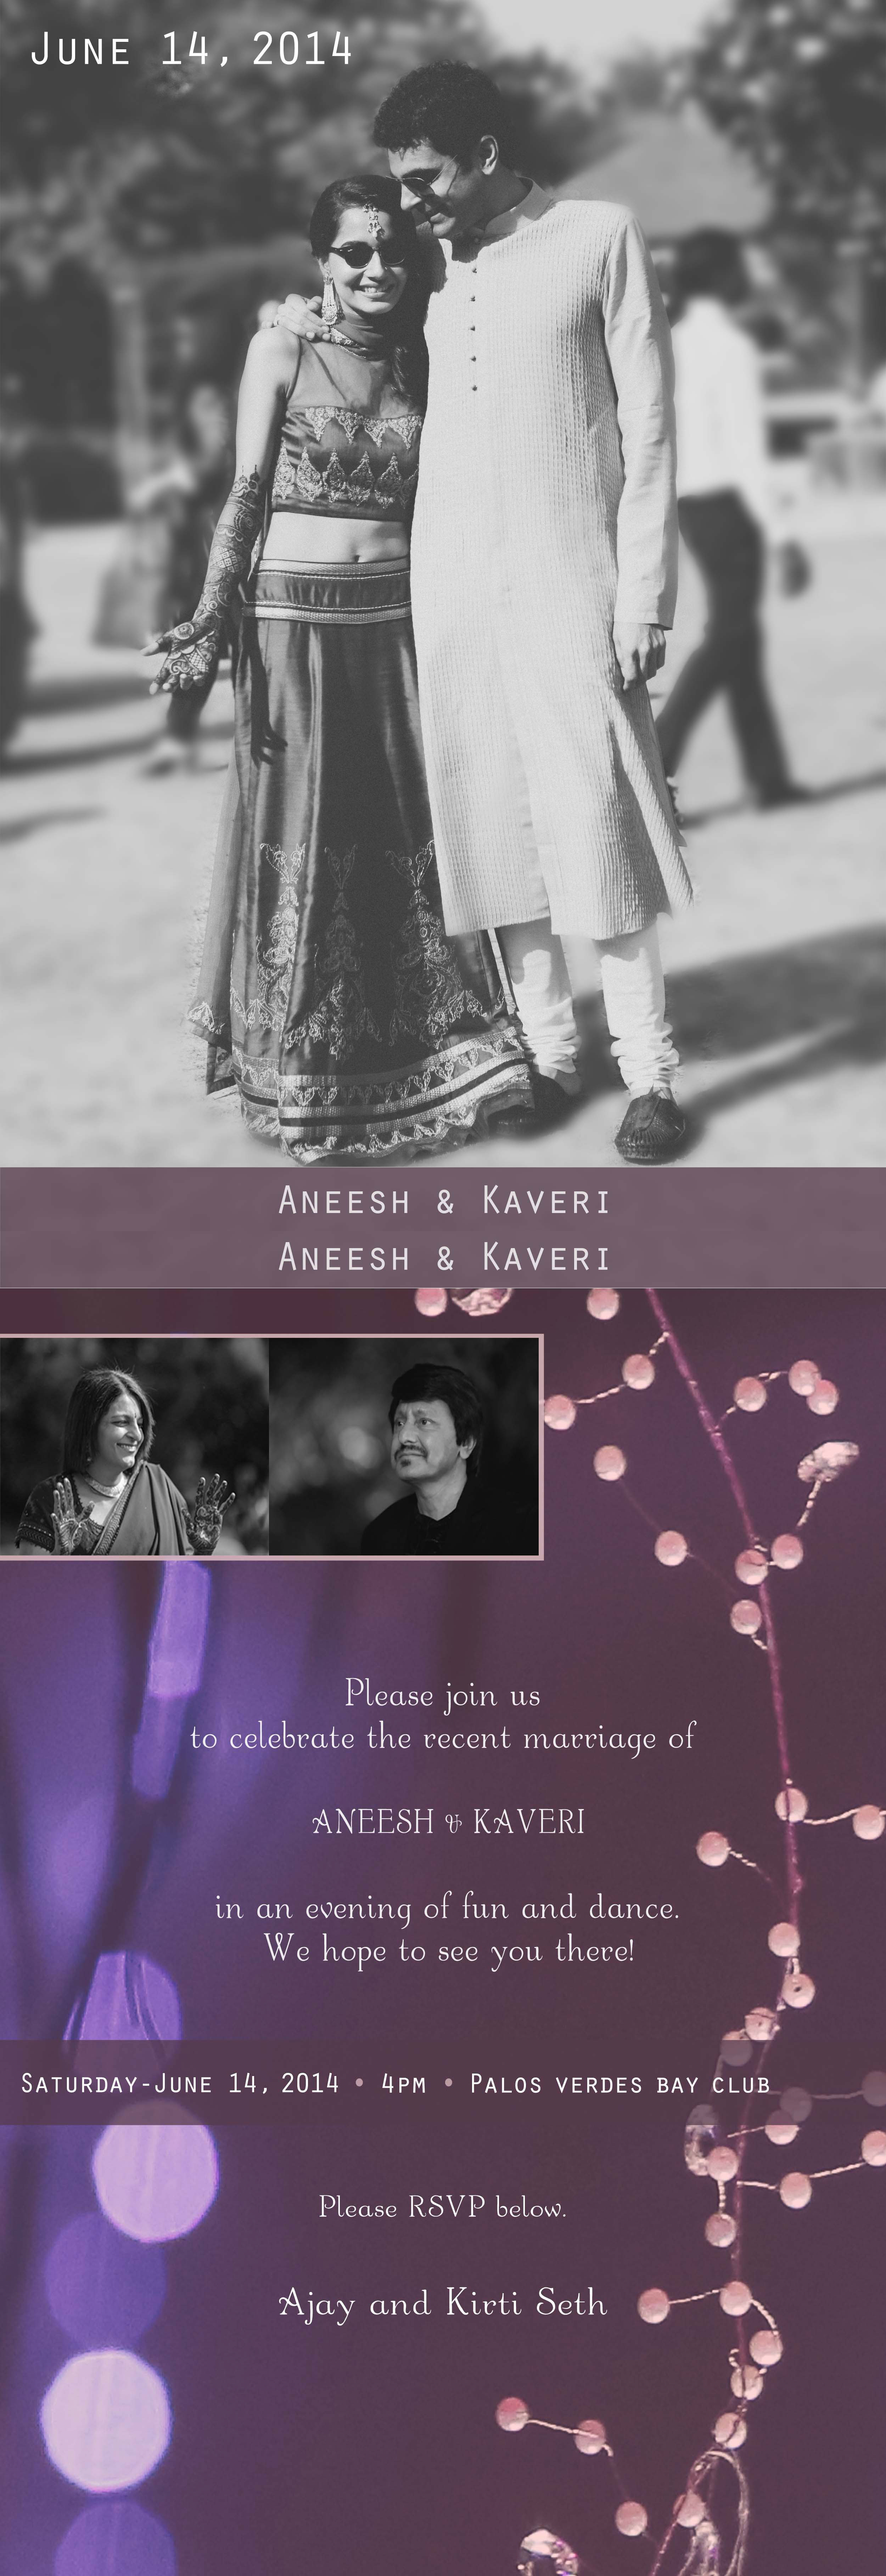 June 14, 2014
Aneesh & Kaveri
Aneesh & Kaveri
Please join us
to celebrate the recent marriage of
ANEESH & KAVERI
in an evening of fun and dance.
We hope to see you there!
Saturday-June 14, 2014 • 4pm • Palos verdes bay club
Please RSVP below.
Ajay and Kirti Seth